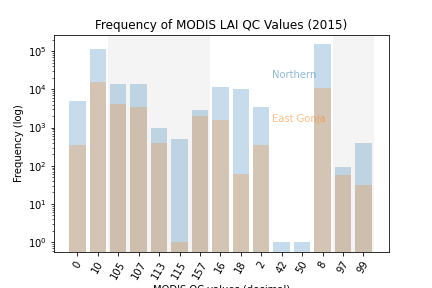 Frequency of MODIS LAI QC Values (2015)
Frequency (log)
10⁵
10⁴
10³
10²
10¹
10⁰
Northern
East Gonja
0 10 105 107 113 115 157 16 18 2 42 50 8 97 99
MODIS QC values (decimal)